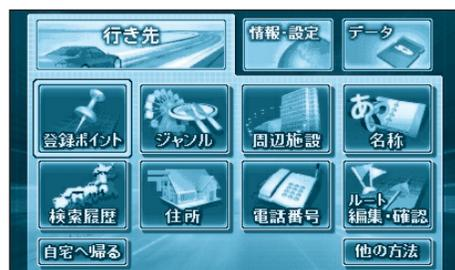 行き先
情報・設定
データ
登録ポイント
ジャンル
周辺施設
あの
名称
検索履歴
住所
電話番号
ルート
編集・確認
自宅へ帰る
他の方法